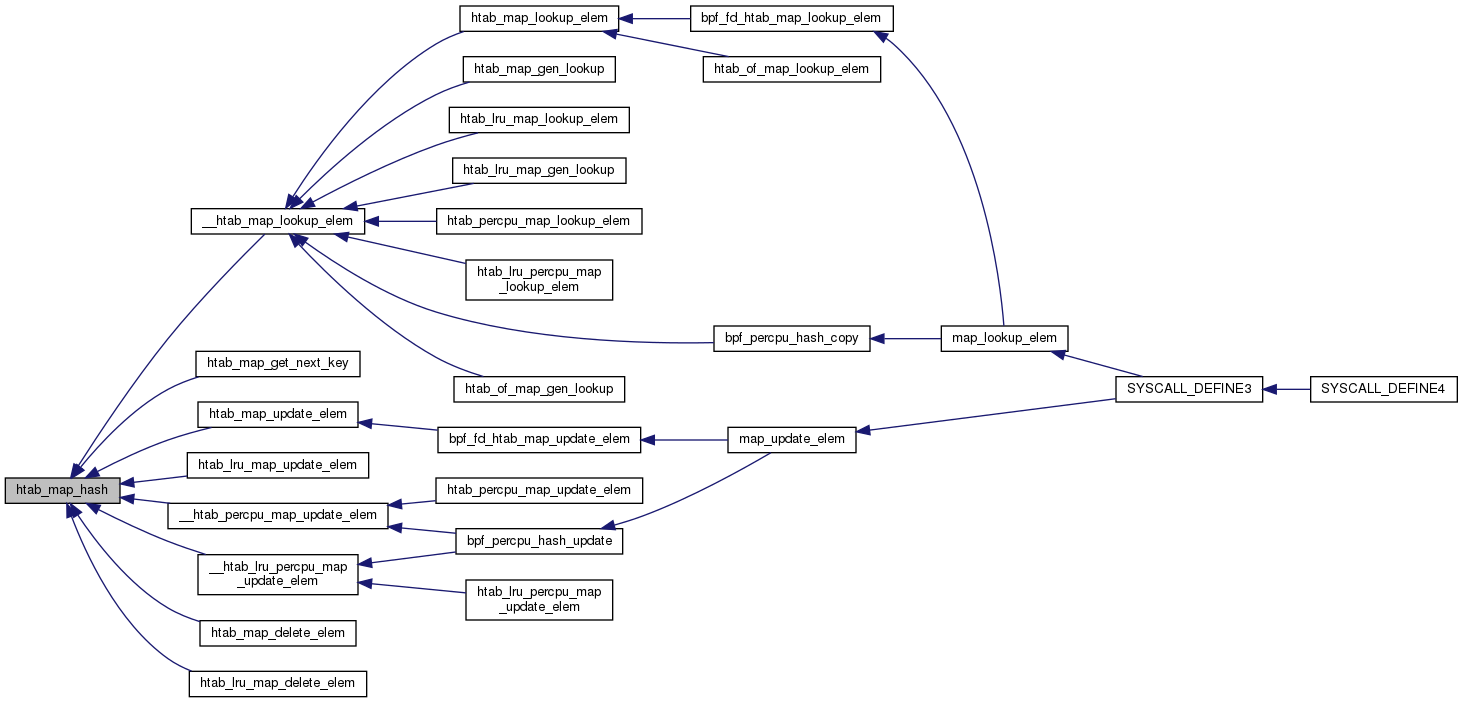 htab_map_lookup_elem
bpf_fd_htab_map_lookup_elem
htab_map_gen_lookup
htab_of_map_lookup_elem
htab_lru_map_lookup_elem
htab_lru_map_gen_lookup
__htab_map_lookup_elem
htab_percpu_map_lookup_elem
htab_lru_percpu_map
_lookup_elem
bpf_percpu_hash_copy
map_lookup_elem
htab_map_get_next_key
htab_of_map_gen_lookup
SYSCALL_DEFINE3
SYSCALL_DEFINE4
htab_map_update_elem
bpf_fd_htab_map_update_elem
map_update_elem
htab_lru_map_update_elem
htab_map_hash
htab_percpu_map_update_elem
__htab_percpu_map_update_elem
bpf_percpu_hash_update
__htab_lru_percpu_map
_update_elem
htab_lru_percpu_map
_update_elem
htab_map_delete_elem
htab_lru_map_delete_elem